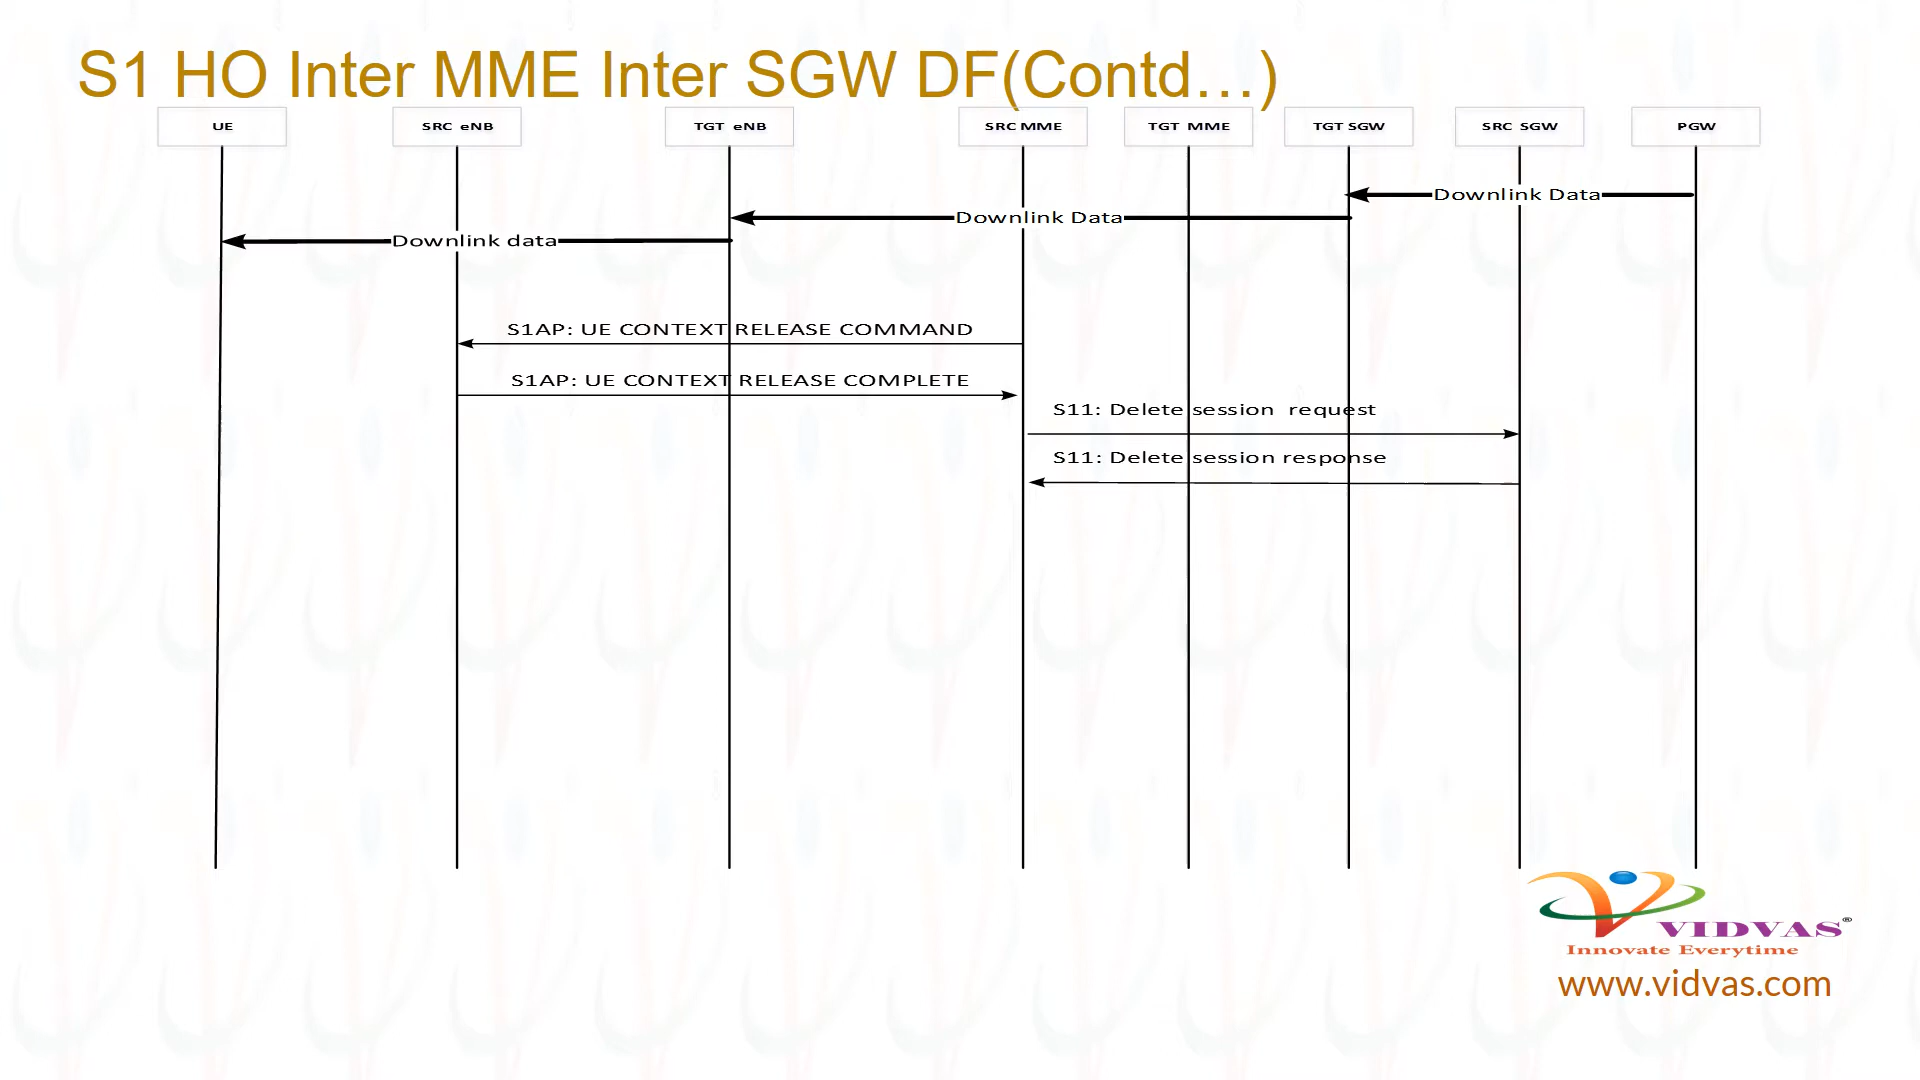 S1 HO Inter MME Inter SGW DF(Contd…)
UE
SRC eNB
TGT eNB
SRC MME
TGT MME
TGT SGW
SRC SGW
PGW
Downlink Data
Downlink Data
Downlink data
S1AP: UE CONTEXT RELEASE COMMAND
S1AP: UE CONTEXT RELEASE COMPLETE
S11: Delete session request
S11: Delete session response
VIDVAS®
Innovate Everytime
www.vidvas.com